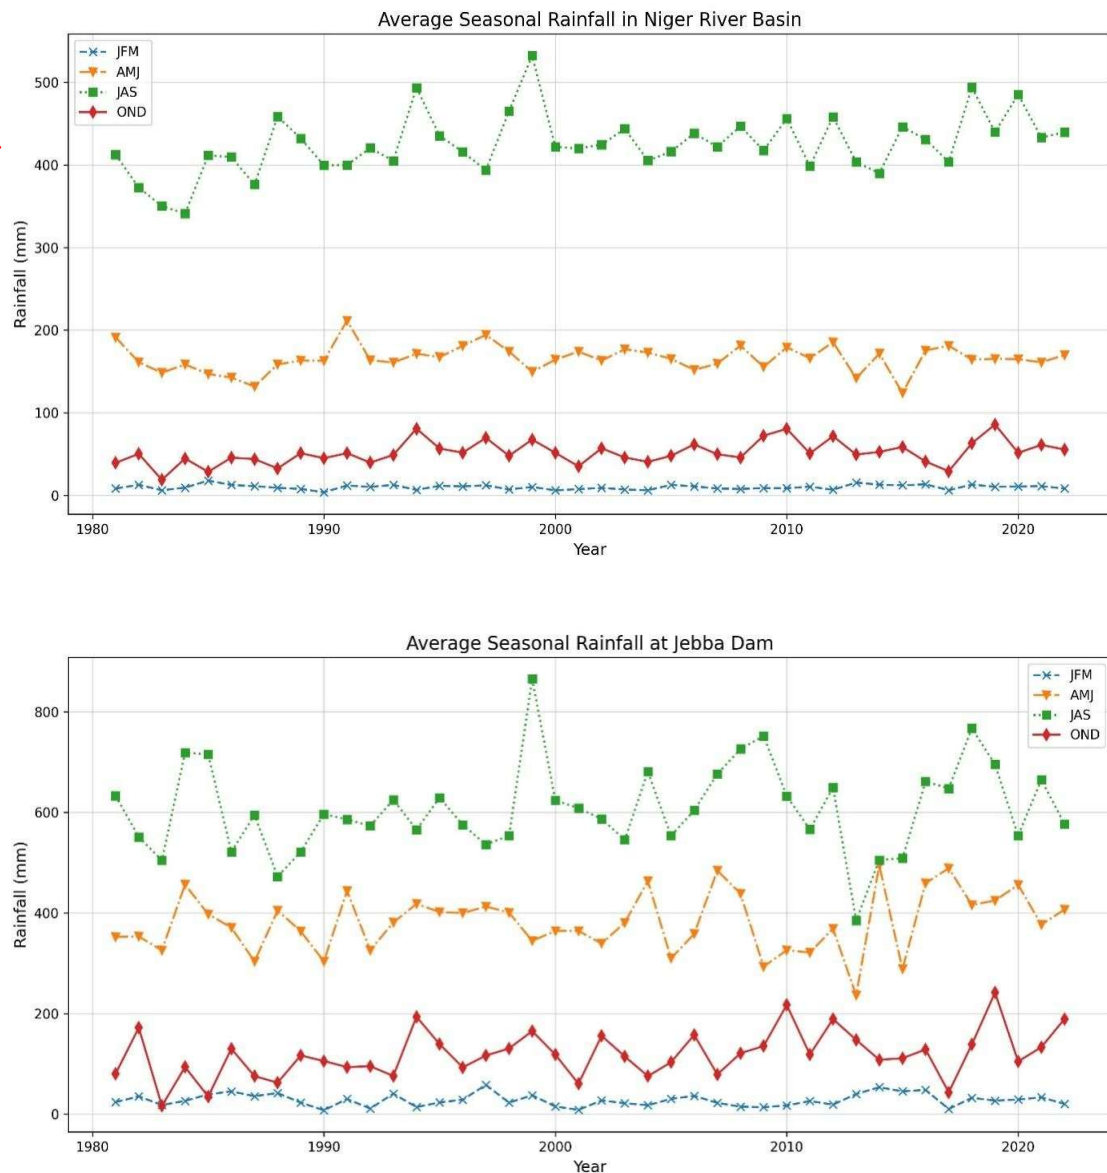 Average Seasonal Rainfall in Niger River Basin
JFM
AMJ
JAS
OND
Rainfall (mm)
500
400
300
200
100
0
1980 1990 2000 2010 2020
Year
Average Seasonal Rainfall at Jebba Dam
JFM
AMJ
JAS
OND
Rainfall (mm)
800
600
400
200
0
1980 1990 2000 2010 2020
Year